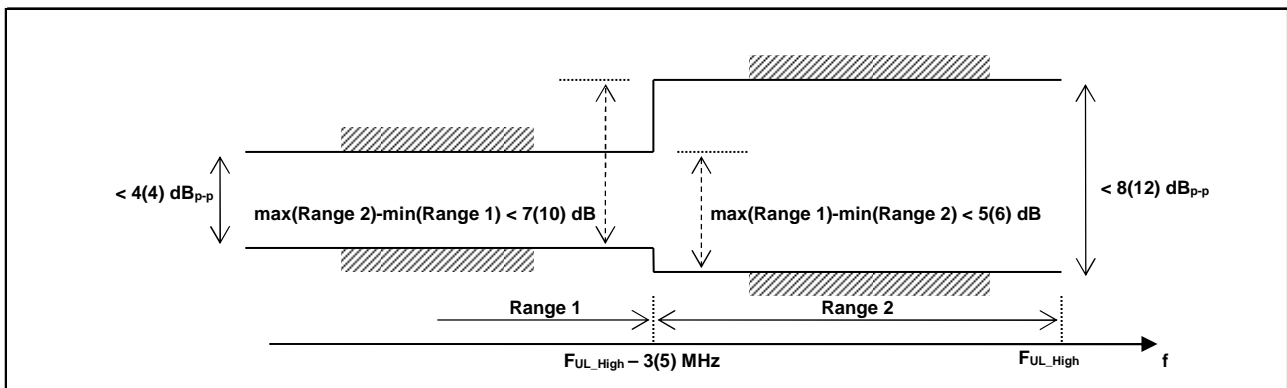 < 4(4) dBp-p
max(Range 2)-min(Range 1) < 7(10) dB
max(Range 1)-min(Range 2) < 5(6) dB
< 8(12) dBp-p
Range 1
Range 2
FUL_High – 3(5) MHz
FUL_High
f